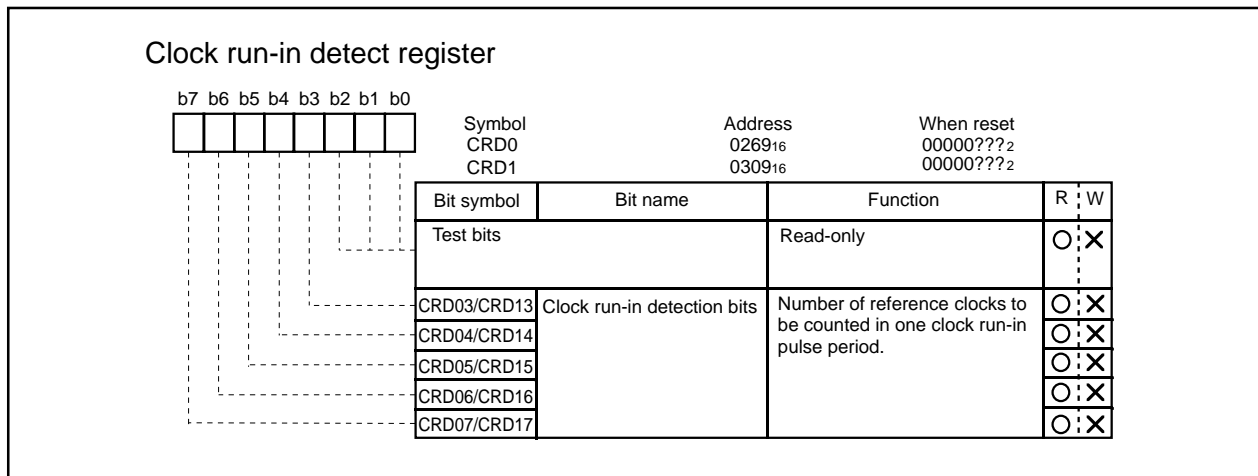 Clock run-in detect register
b7 b6 b5 b4 b3 b2 b1 b0
Symbol Address When reset
CRD0 026916 00000???2
CRD1 030916 00000???2
Bit symbol Bit name Function R W
Test bits Read-only O X
CRD03/CRD13 Clock run-in detection bits Number of reference clocks to O X
be counted in one clock run-in
CRD04/CRD14 O X
pulse period.
CRD05/CRD15 O X
CRD06/CRD16 O X
CRD07/CRD17 O X